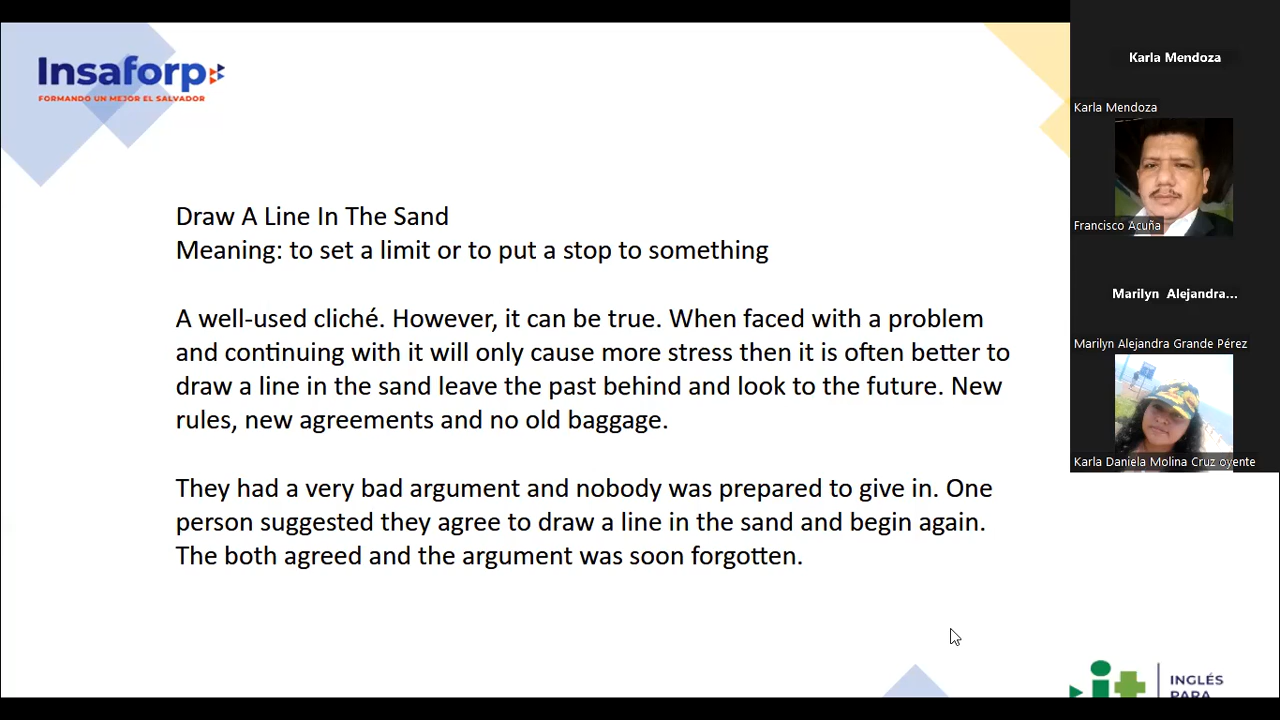 Insaforp
FORMANDO UN MEJOR EL SALVADOR
Draw A Line In The Sand
Meaning: to set a limit or to put a stop to something
A well-used cliché. However, it can be true. When faced with a problem
and continuing with it will only cause more stress then it is often better to
draw a line in the sand leave the past behind and look to the future. New
rules, new agreements and no old baggage.
They had a very bad argument and nobody was prepared to give in. One
person suggested they agree to draw a line in the sand and begin again.
The both agreed and the argument was soon forgotten.
Karla Mendoza
Karla Mendoza
Francisco Acuña
Marilyn Alejandra...
Marilyn Alejandra Grande Pérez
Karla Daniela Molina Cruz oyente
it+
INGLÉS
PARA